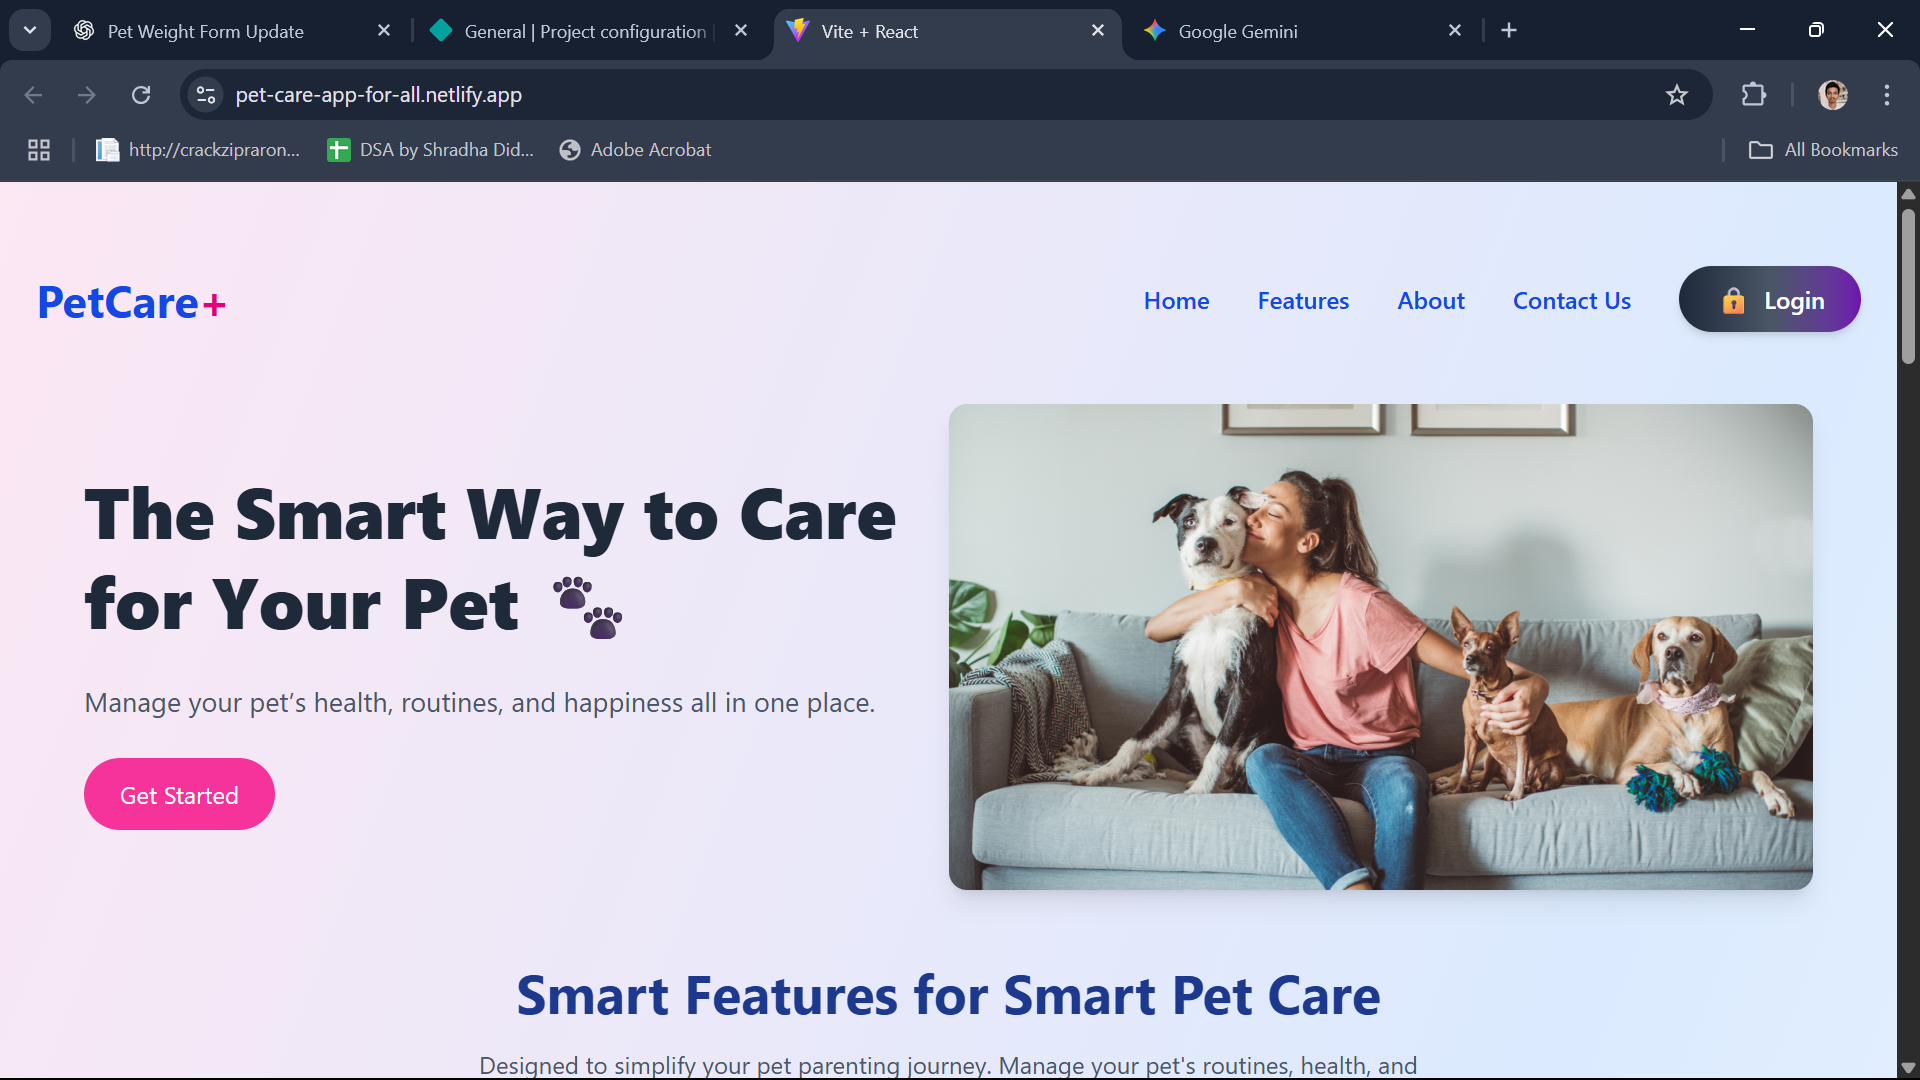 Pet Weight Form Update
General | Project configuration
Vite + React
Google Gemini
pet-care-app-for-all.netlify.app
http://crackzipraron...
DSA by Shradha Did...
Adobe Acrobat
All Bookmarks
PetCare+
Home
Features
About
Contact Us
Login
The Smart Way to Care
for Your Pet
Manage your pet’s health, routines, and happiness all in one place.
Get Started
Smart Features for Smart Pet Care
Designed to simplify your pet parenting journey. Manage your pet's routines, health, and